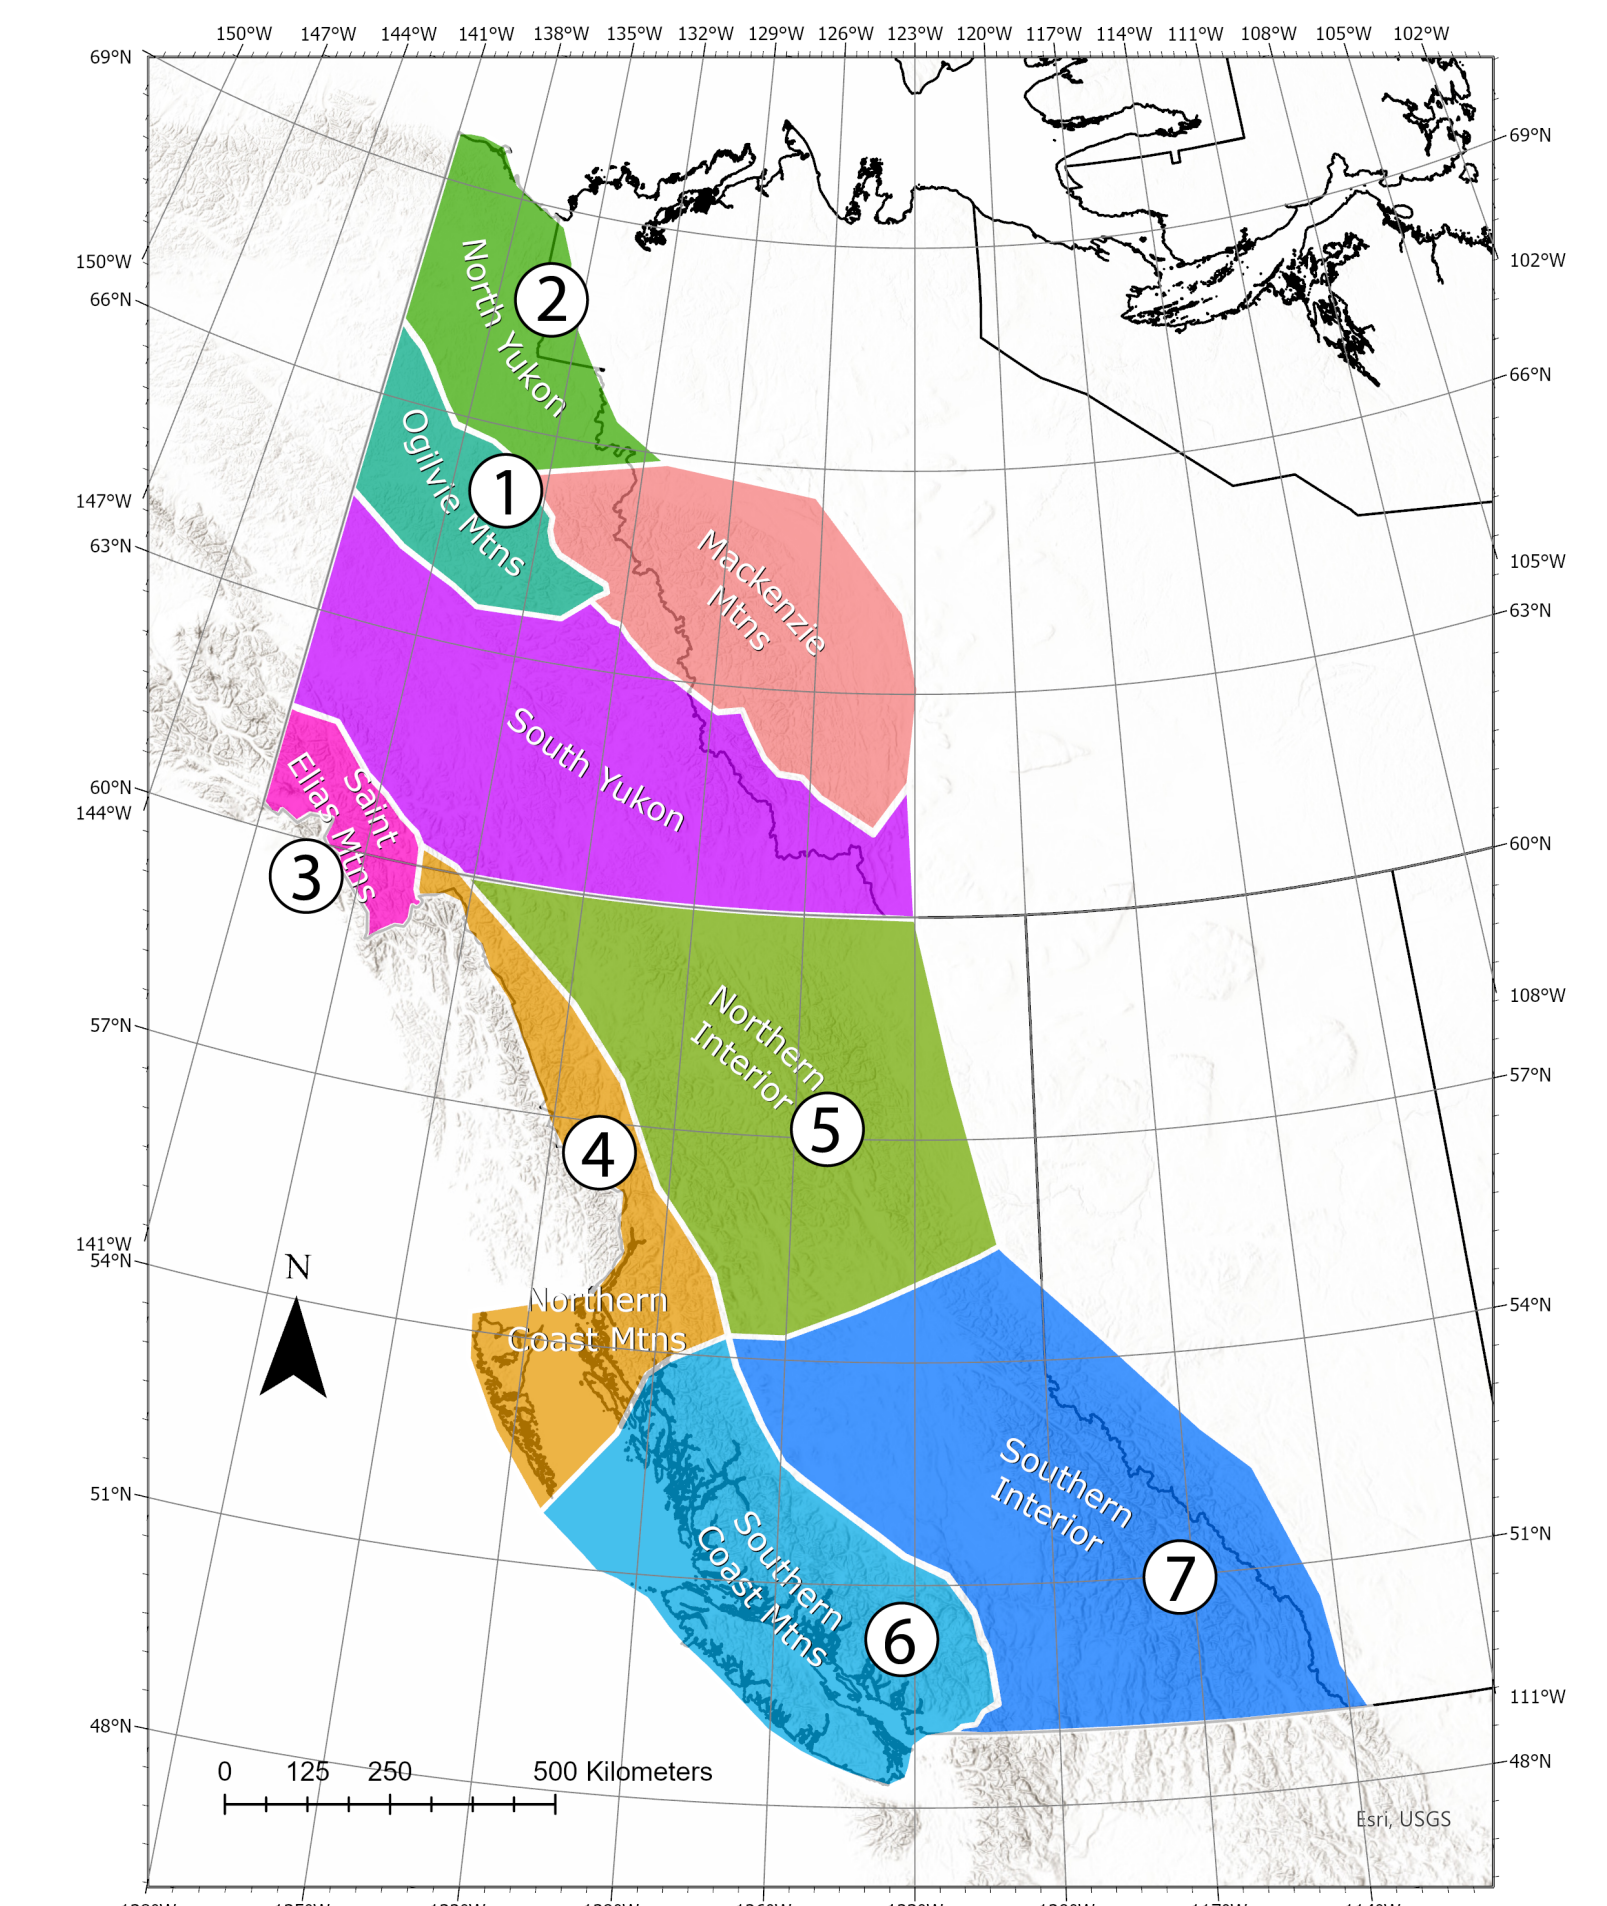 150°W 147°W 144°W 141°W 138°W 135°W 132°W 129°W 126°W 123°W 120°W 117°W 114°W 111°W 108°W 105°W 102°W
69°N
69°N
150°W
102°W
66°N
North Yukon
2
66°N
147°W
Ogilvie Mtns
1
63°N
Mackenzie
Mtns
105°W
63°N
South Yukon
60°N
144°W
Saint
Elias Mtns
3
60°N
108°W
57°N
Northern
Interior
5
57°N
4
141°W
54°N
N
Northern
Coast Mtns
54°N
51°N
Southern
Interior
7
51°N
Southern
Coast Mtns
6
111°W
48°N
48°N
0 125 250 500 Kilometers
Esri, USGS